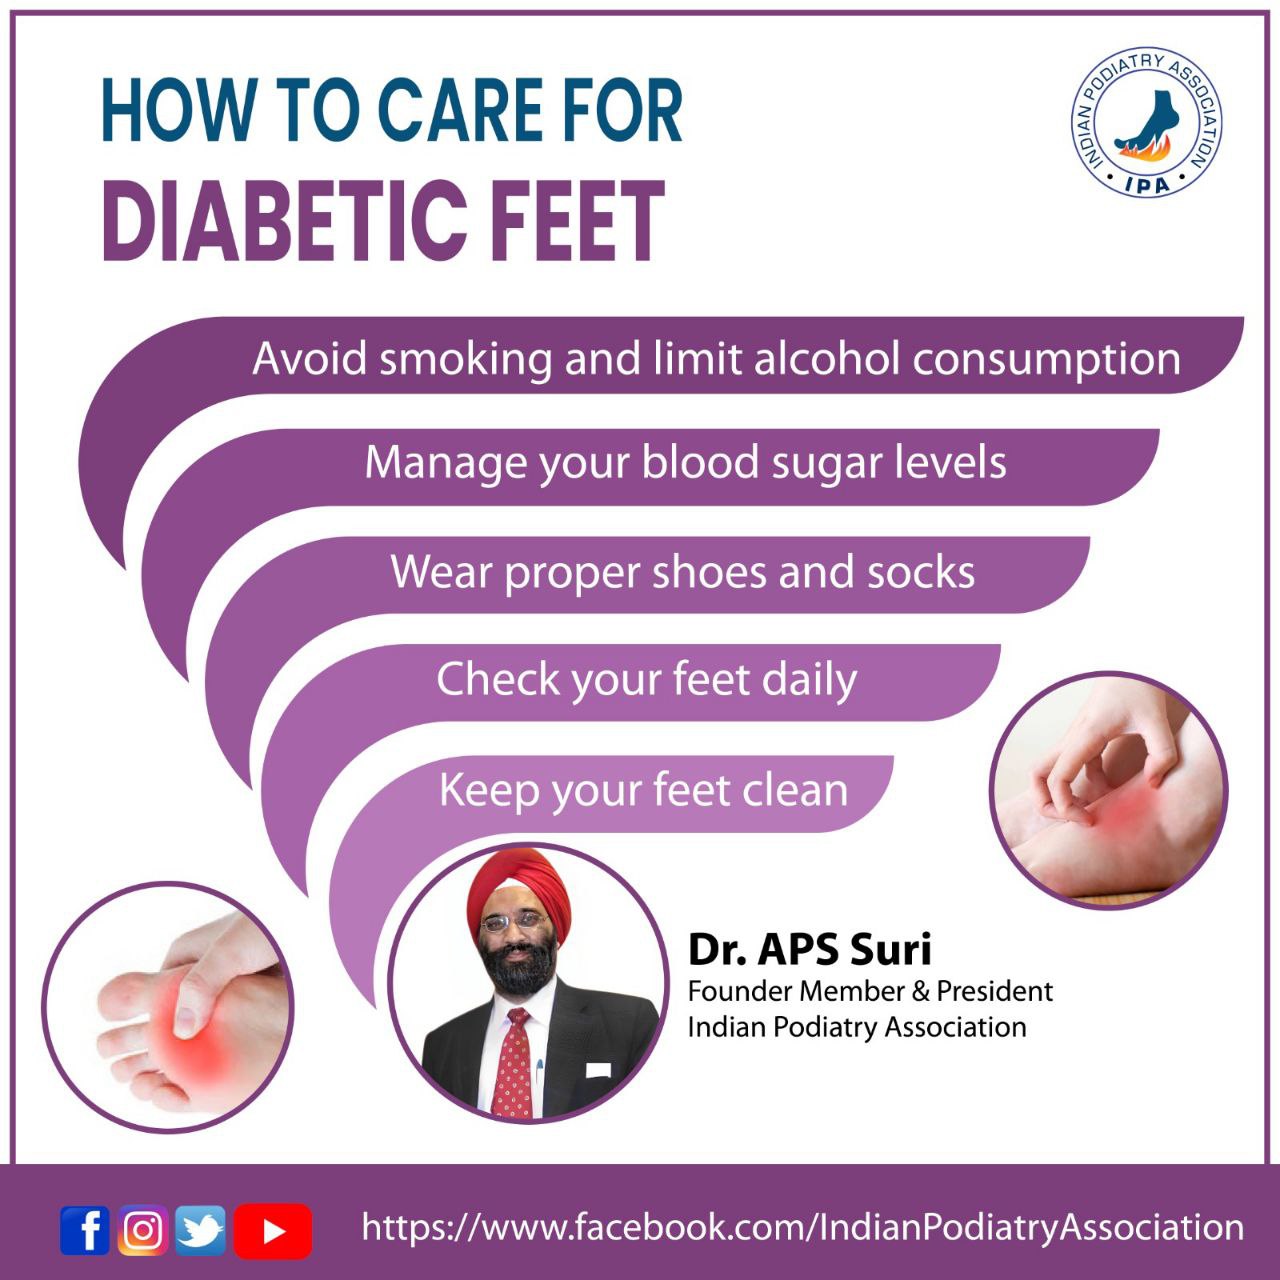 HOW TO CARE FOR
DIABETIC FEET
INDIAN PODIATRY ASSOCIATION
IPA
Avoid smoking and limit alcohol consumption
Manage your blood sugar levels
Wear proper shoes and socks
Check your feet daily
Keep your feet clean
Dr. APS Suri
Founder Member & President
Indian Podiatry Association
https://www.facebook.com/IndianPodiatryAssociation